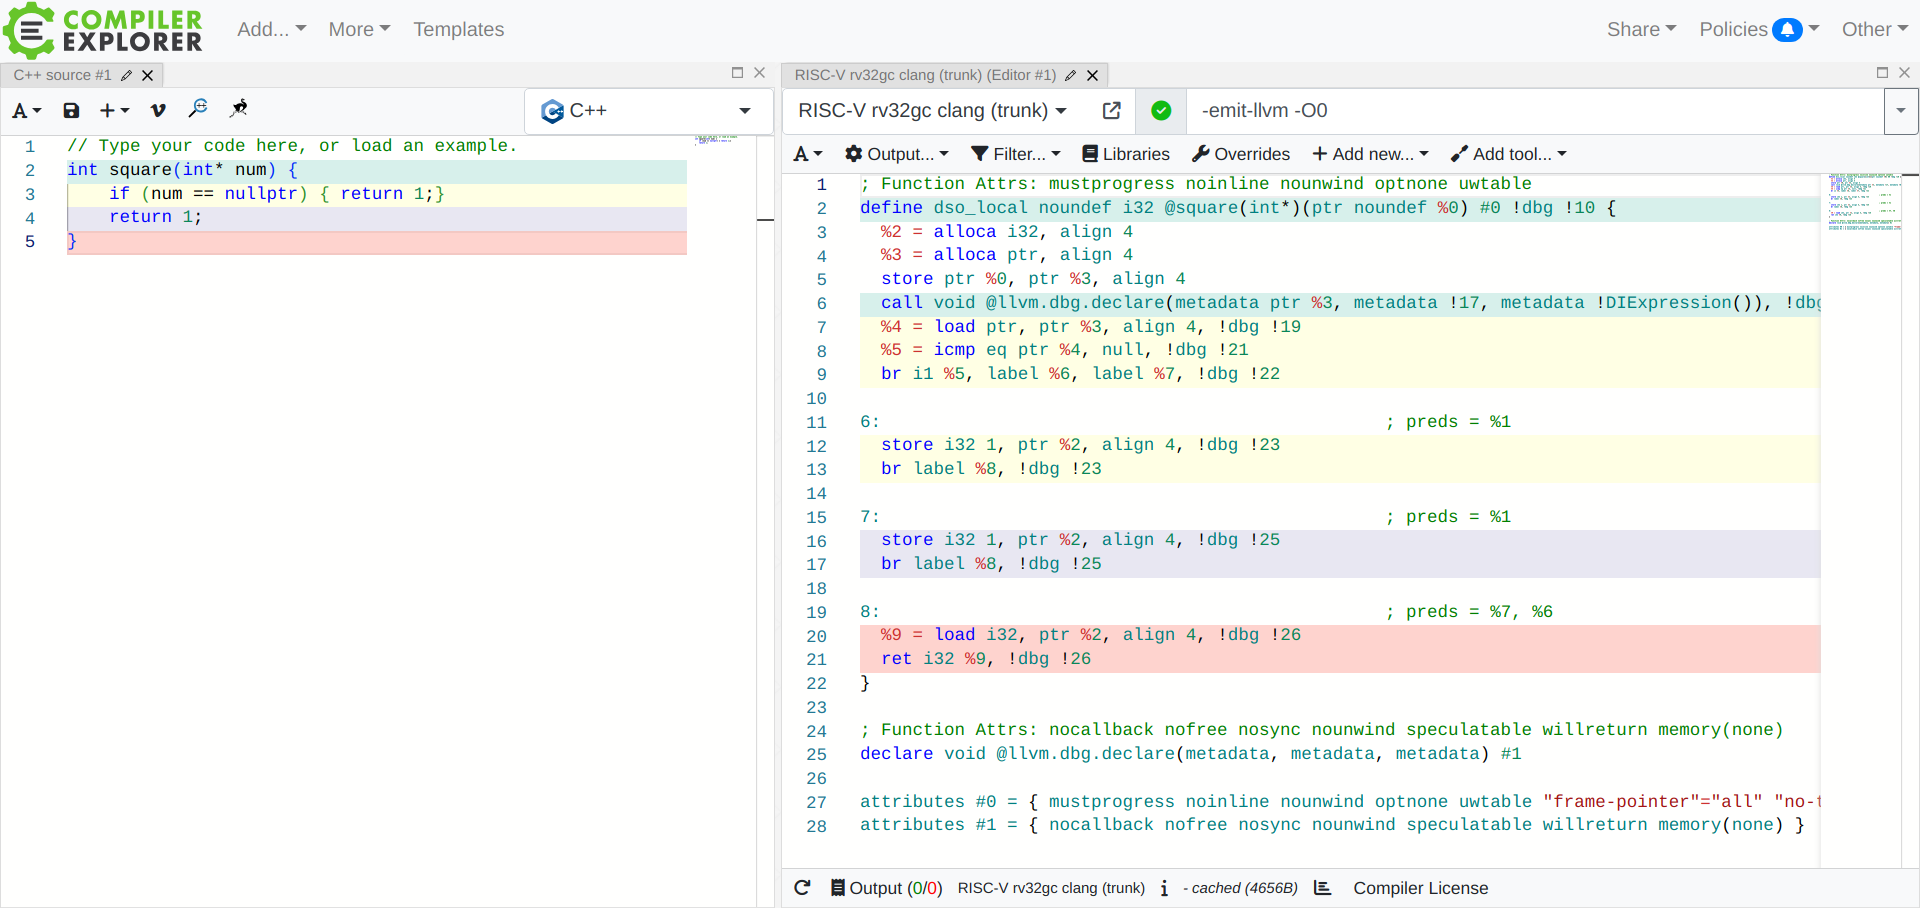 COMPILER EXPLORER
Add... More Templates
Share Policies Other
C++ source #1
A + C++
1 // Type your code here, or load an example.
2 int square(int* num) {
3     if (num == nullptr) { return 1;}
4     return 1;
5 }
RISC-V rv32gc clang (trunk) (Editor #1)
RISC-V rv32gc clang (trunk) -emit-llvm -O0
A Output... Filter... Libraries Overrides + Add new... Add tool...
1 ; Function Attrs: mustprogress noinline nounwind optnone uwtable
2 define dso_local noundef i32 @square(int*)(ptr noundef %0) #0 !dbg !10 {
3   %2 = alloca i32, align 4
4   %3 = alloca ptr, align 4
5   store ptr %0, ptr %3, align 4
6   call void @llvm.dbg.declare(metadata ptr %3, metadata !17, metadata !DIExpression()), !dbg
7   %4 = load ptr, ptr %3, align 4, !dbg !19
8   %5 = icmp eq ptr %4, null, !dbg !21
9   br i1 %5, label %6, label %7, !dbg !22
10
11 6:                                                ; preds = %1
12   store i32 1, ptr %2, align 4, !dbg !23
13   br label %8, !dbg !23
14
15 7:                                                ; preds = %1
16   store i32 1, ptr %2, align 4, !dbg !25
17   br label %8, !dbg !25
18
19 8:                                                ; preds = %7, %6
20   %9 = load i32, ptr %2, align 4, !dbg !26
21   ret i32 %9, !dbg !26
22 }
23
24 ; Function Attrs: nocallback nofree nosync nounwind speculatable willreturn memory(none)
25 declare void @llvm.dbg.declare(metadata, metadata, metadata) #1
26
27 attributes #0 = { mustprogress noinline nounwind optnone uwtable "frame-pointer"="all" "no-t
28 attributes #1 = { nocallback nofree nosync nounwind speculatable willreturn memory(none) }
Output (0/0) RISC-V rv32gc clang (trunk) i - cached (4656B) Compiler License